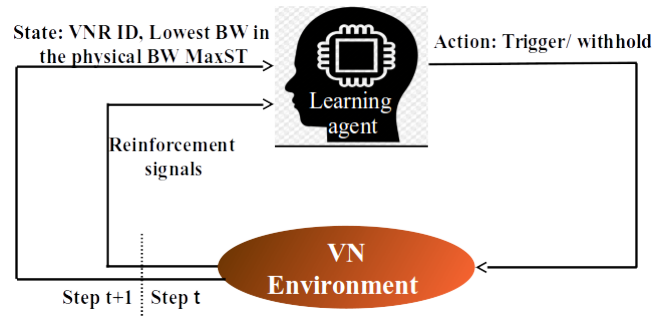 State: VNR ID, Lowest BW in
the physical BW MaxST
Action: Trigger/ withhold
Learning
agent
Reinforcement
signals
VN
Environment
Step t+1
Step t